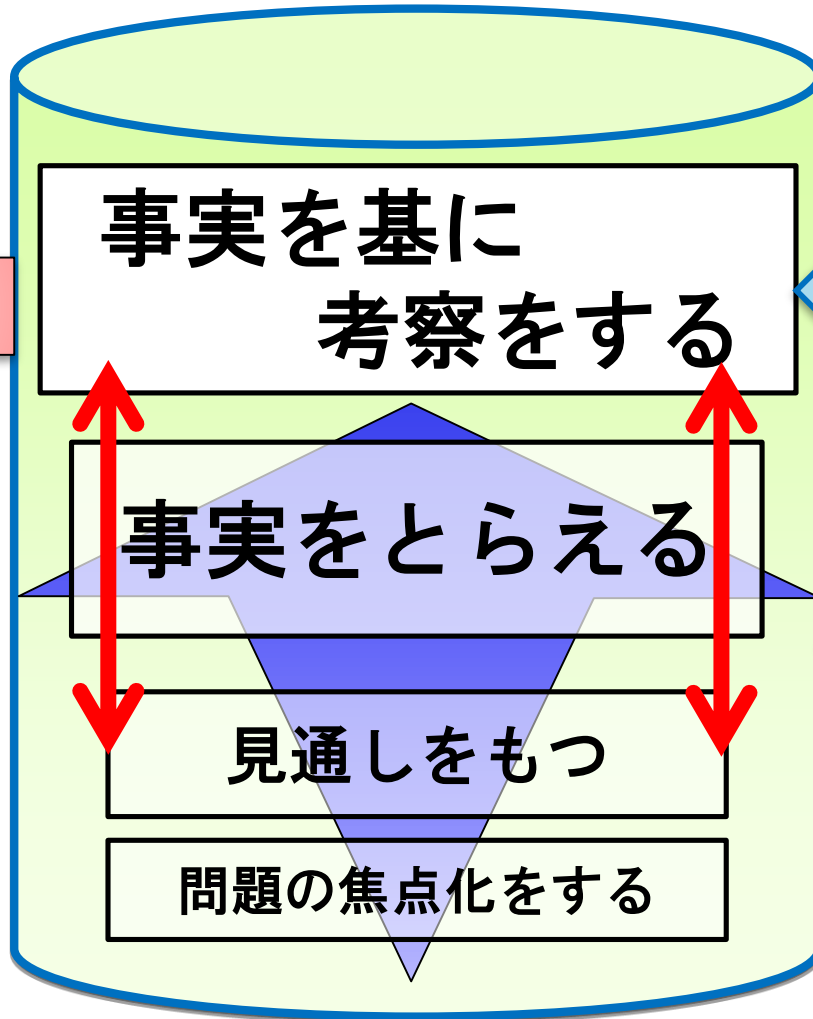 事実を基に
考察をする
事実をとらえる
見通しをもつ
問題の焦点化をする